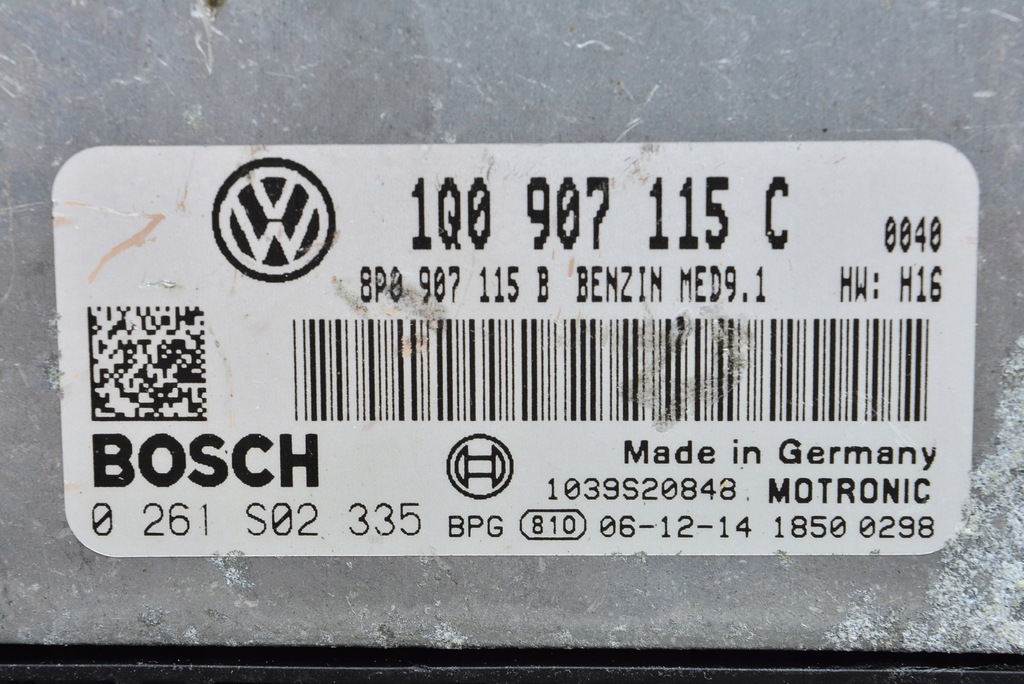 1Q0 907 115 C
0040
8P0 907 115 B BENZIN MED9.1 HW: H16
BOSCH
Made in Germany
1039S20848 MOTRONIC
0 261 S02 335 BPG 810 06-12-14 1850 0298